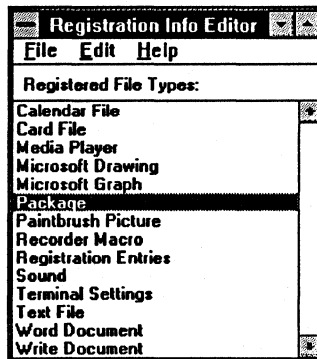 Registration Info Editor
File Edit Help
Registered File Types:
Calendar File
Card File
Media Player
Microsoft Drawing
Microsoft Graph
Package
Paintbrush Picture
Recorder Macro
Registration Entries
Sound
Terminal Settings
Text File
Word Document
Write Document